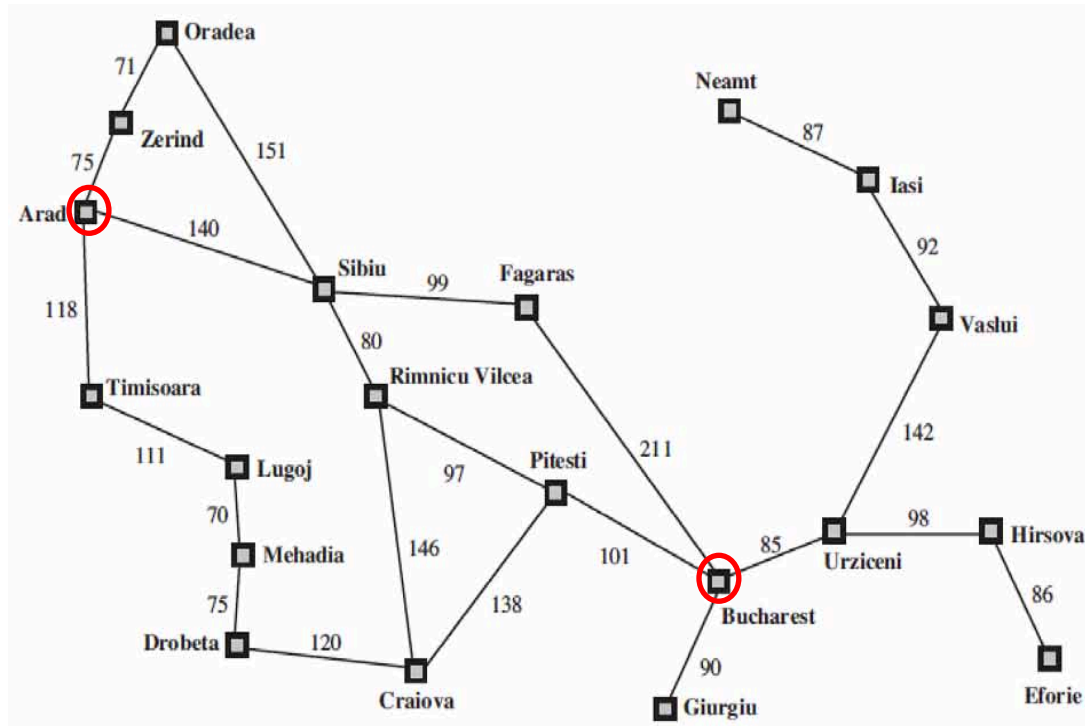 Oradea
71
Neamt
87
Zerind
151
75
Iasi
Arad
140
92
Sibiu
99
Fagaras
118
Vaslui
80
Rimnicu Vilcea
Timisoara
142
111
Lugoj
97
Pitesti
211
70
98
Hirsova
Mehadia
146
101
85
Urziceni
75
138
86
Bucharest
Drobeta
120
90
Craiova
Giurgiu
Eforie